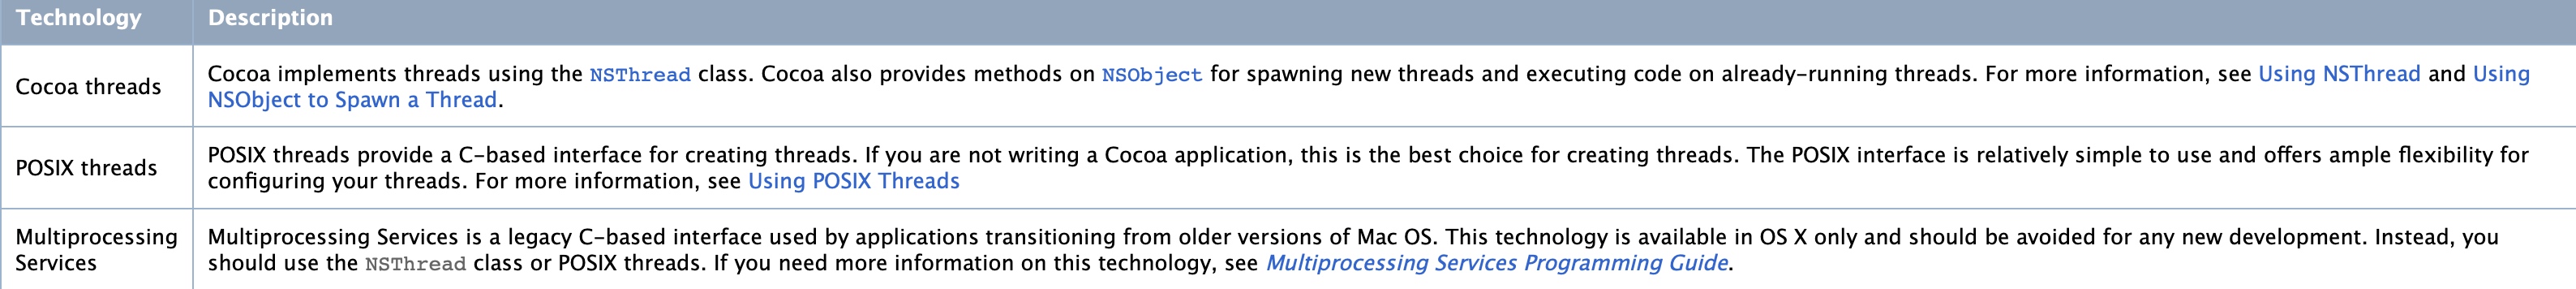 Technology
Description
Cocoa threads
Cocoa implements threads using the NSThread class. Cocoa also provides methods on NSObject for spawning new threads and executing code on already-running threads. For more information, see Using NSThread and Using
NSObject to Spawn a Thread.
POSIX threads
POSIX threads provide a C-based interface for creating threads. If you are not writing a Cocoa application, this is the best choice for creating threads. The POSIX interface is relatively simple to use and offers ample flexibility for
configuring your threads. For more information, see Using POSIX Threads
Multiprocessing
Services
Multiprocessing Services is a legacy C-based interface used by applications transitioning from older versions of Mac OS. This technology is available in OS X only and should be avoided for any new development. Instead, you
should use the NSThread class or POSIX threads. If you need more information on this technology, see Multiprocessing Services Programming Guide.